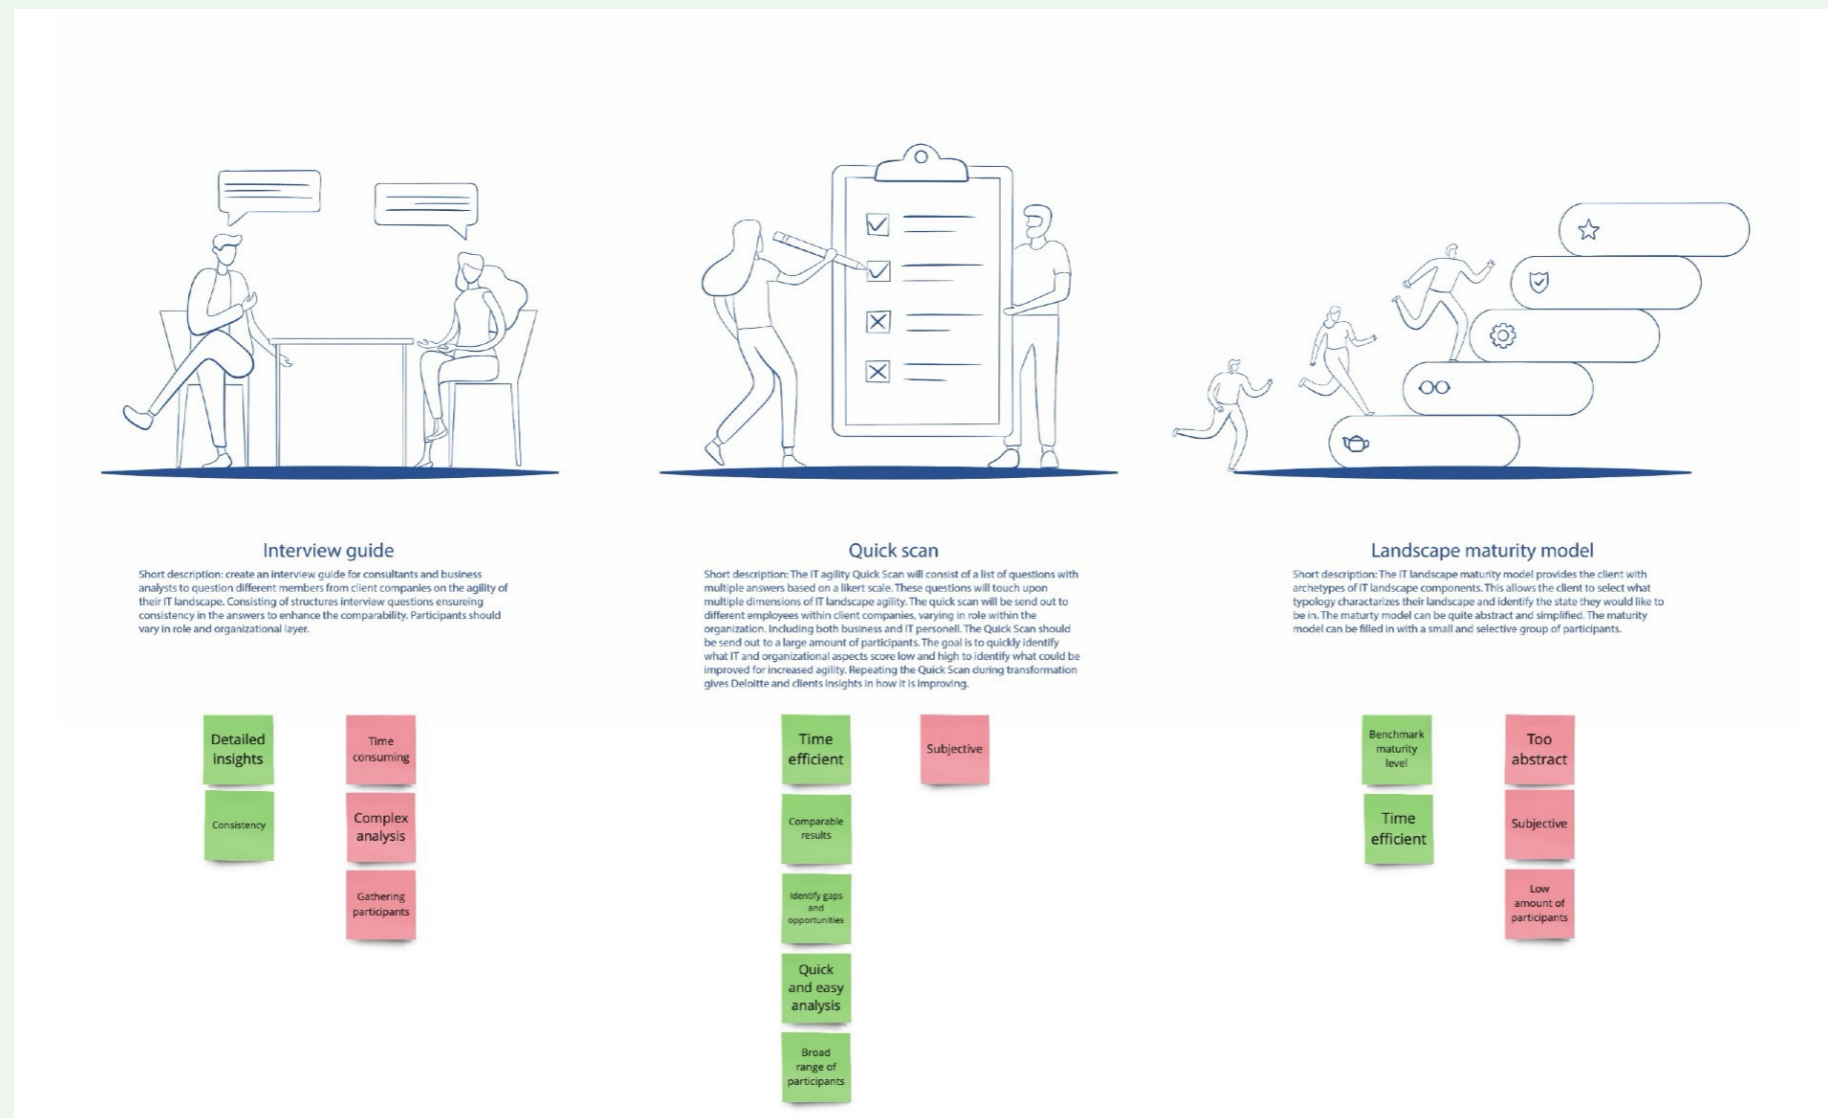 Interview guide
Short description: create an interview guide for consultants and business
analysts to question different members from client companies on the agility of
their IT landscape. Consisting of structures interview questions ensureing
consistency in the answers to enhance the comparability. Participants should
vary in role and organizational layer.
Detailed
insights
Consistency
Time
consuming
Complex
analysis
Gathering
participants
Quick scan
Short description: The IT agility Quick Scan will consist of a list of questions with
multiple answers based on a likert scale. These questions will touch upon
multiple dimensions of IT landscape agility. The quick scan will be send out to
different employees within client companies, varying in role within the
organization. Including both business and IT personell. The Quick Scan should
be send out to a large amount of participants. The goal is to quickly identify
what IT and organizational aspects score low and high to identify what could be
improved for increased agility. Repeating the Quick Scan during transformation
gives Deloitte and clients insights in how it is improving.
Time
efficient
Comparable
results
Identify gaps
and
opportunities
Quick
and easy
analysis
Broad
range of
participants
Subjective
Landscape maturity model
Short description: The IT landscape maturity model provides the client with
archetypes of IT landscape components. This allows the client to select what
typology charactarizes their landscape and identify the state they would like to
be in. The maturty model can be quite abstract and simplified. The maturity
model can be filled in with a small and selective group of participants.
Benchmark
maturity
level
Time
efficient
Too
abstract
Subjective
Low
amount of
participants